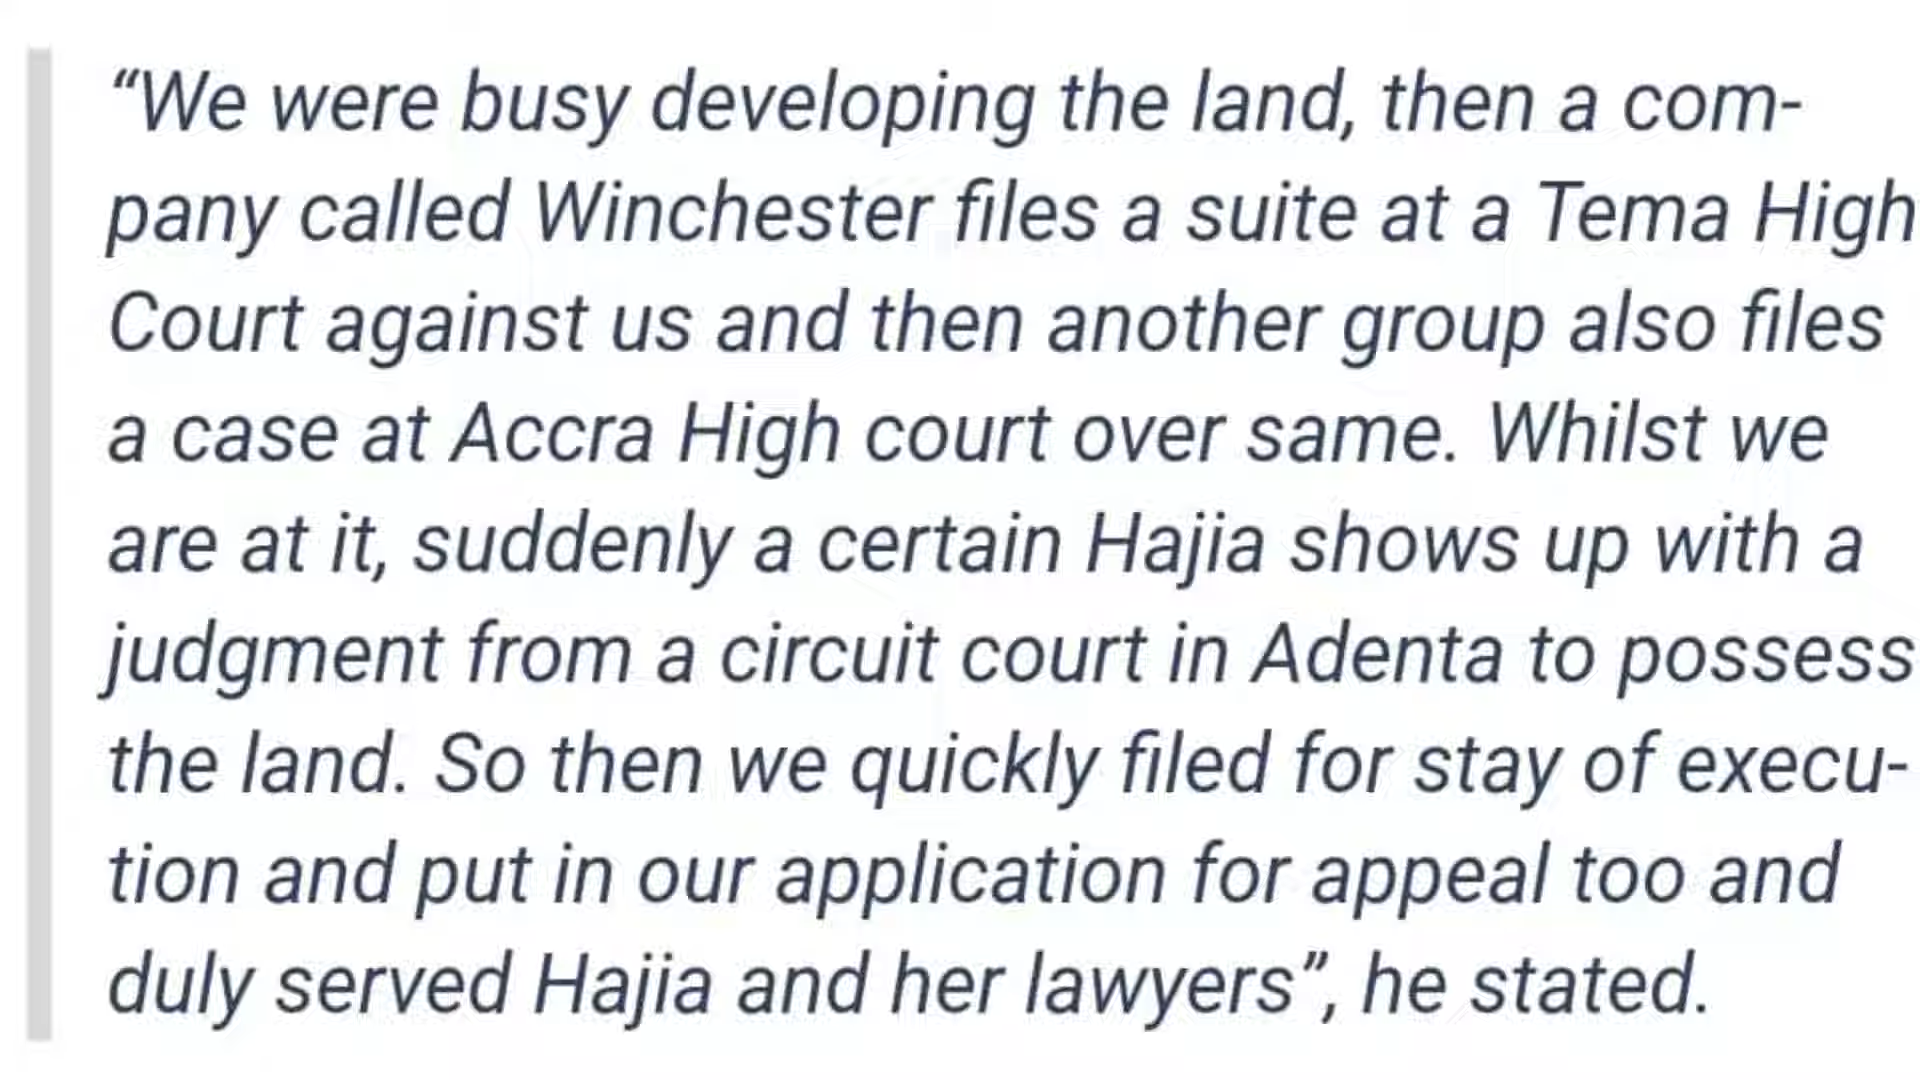 “We were busy developing the land, then a com-
pany called Winchester files a suite at a Tema High
Court against us and then another group also files
a case at Accra High court over same. Whilst we
are at it, suddenly a certain Hajia shows up with a
judgment from a circuit court in Adenta to possess
the land. So then we quickly filed for stay of execu-
tion and put in our application for appeal too and
duly served Hajia and her lawyers”, he stated.